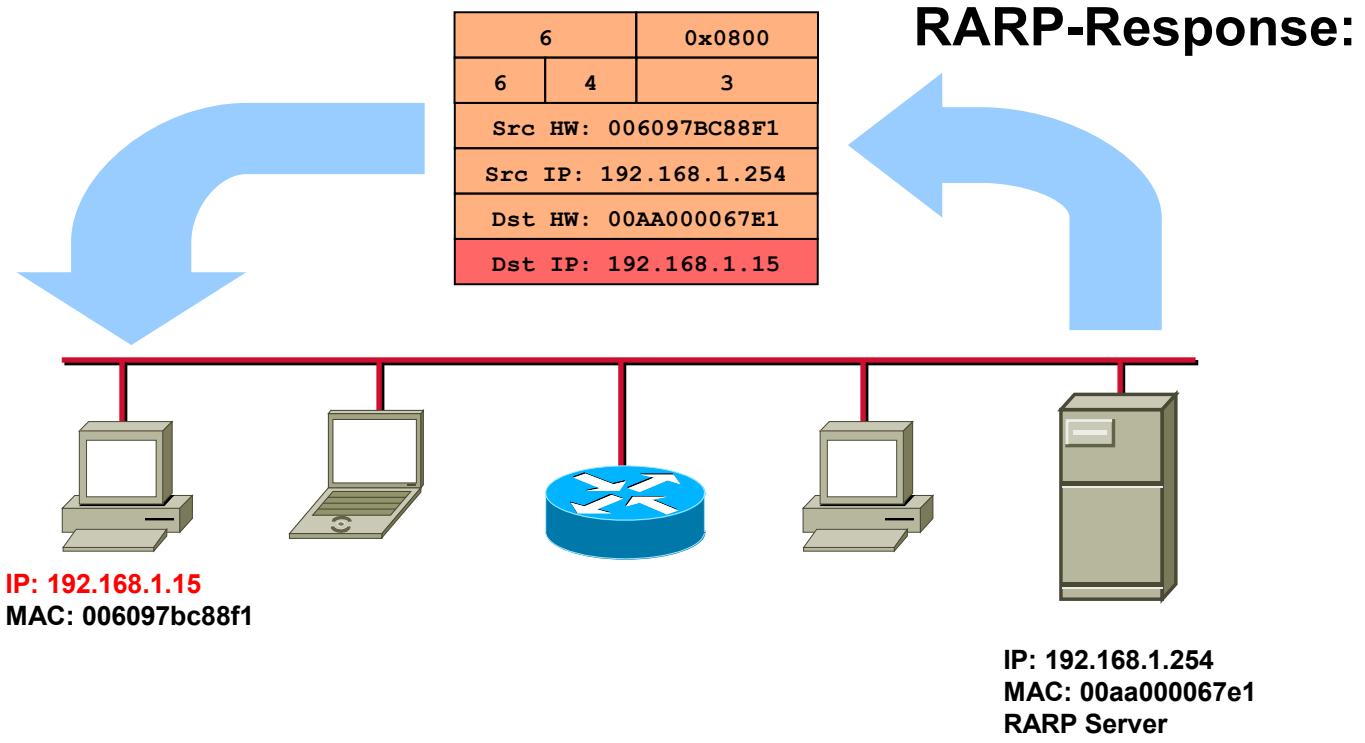 RARP-Response:
6 0x0800
6 4 3
Src HW: 006097BC88F1
Src IP: 192.168.1.254
Dst HW: 00AA000067E1
Dst IP: 192.168.1.15
IP: 192.168.1.15
MAC: 006097bc88f1
IP: 192.168.1.254
MAC: 00aa000067e1
RARP Server